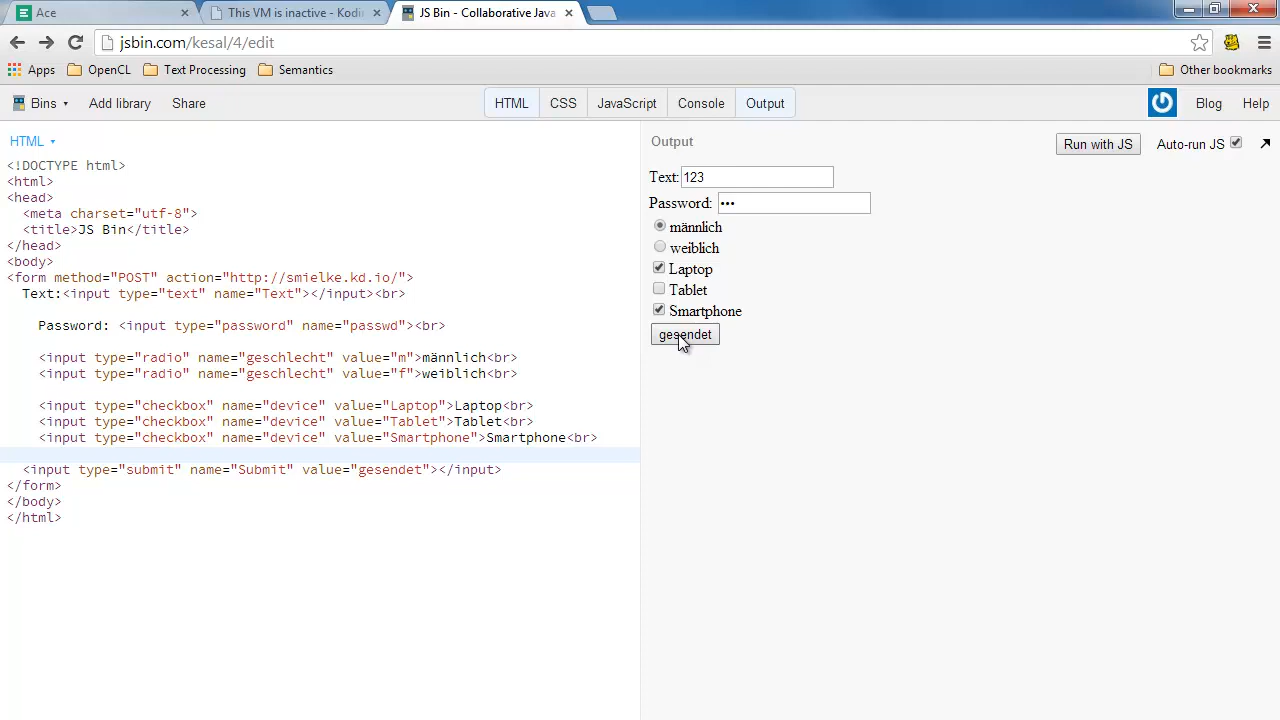 Ace
This VM is inactive - Kodin
JS Bin - Collaborative Java
jsbin.com/kesal/4/edit
Apps OpenCL Text Processing Semantics Other bookmarks
Bins Add library Share HTML CSS JavaScript Console Output Blog Help
HTML
<!DOCTYPE html>
<html>
<head>
<meta charset="utf-8">
<title>JS Bin</title>
</head>
<body>
<form method="POST" action="http://smielke.kd.io/">
Text:<input type="text" name="Text"></input><br>
Password: <input type="password" name="passwd"><br>
<input type="radio" name="geschlecht" value="m">männlich<br>
<input type="radio" name="geschlecht" value="f">weiblich<br>
<input type="checkbox" name="device" value="Laptop">Laptop<br>
<input type="checkbox" name="device" value="Tablet">Tablet<br>
<input type="checkbox" name="device" value="Smartphone">Smartphone<br>
<input type="submit" name="Submit" value="gesendet"></input>
</form>
</body>
</html>
Output
Run with JS Auto-run JS
Text: 123
Password: •••
männlich
weiblich
Laptop
Tablet
Smartphone
gesendet